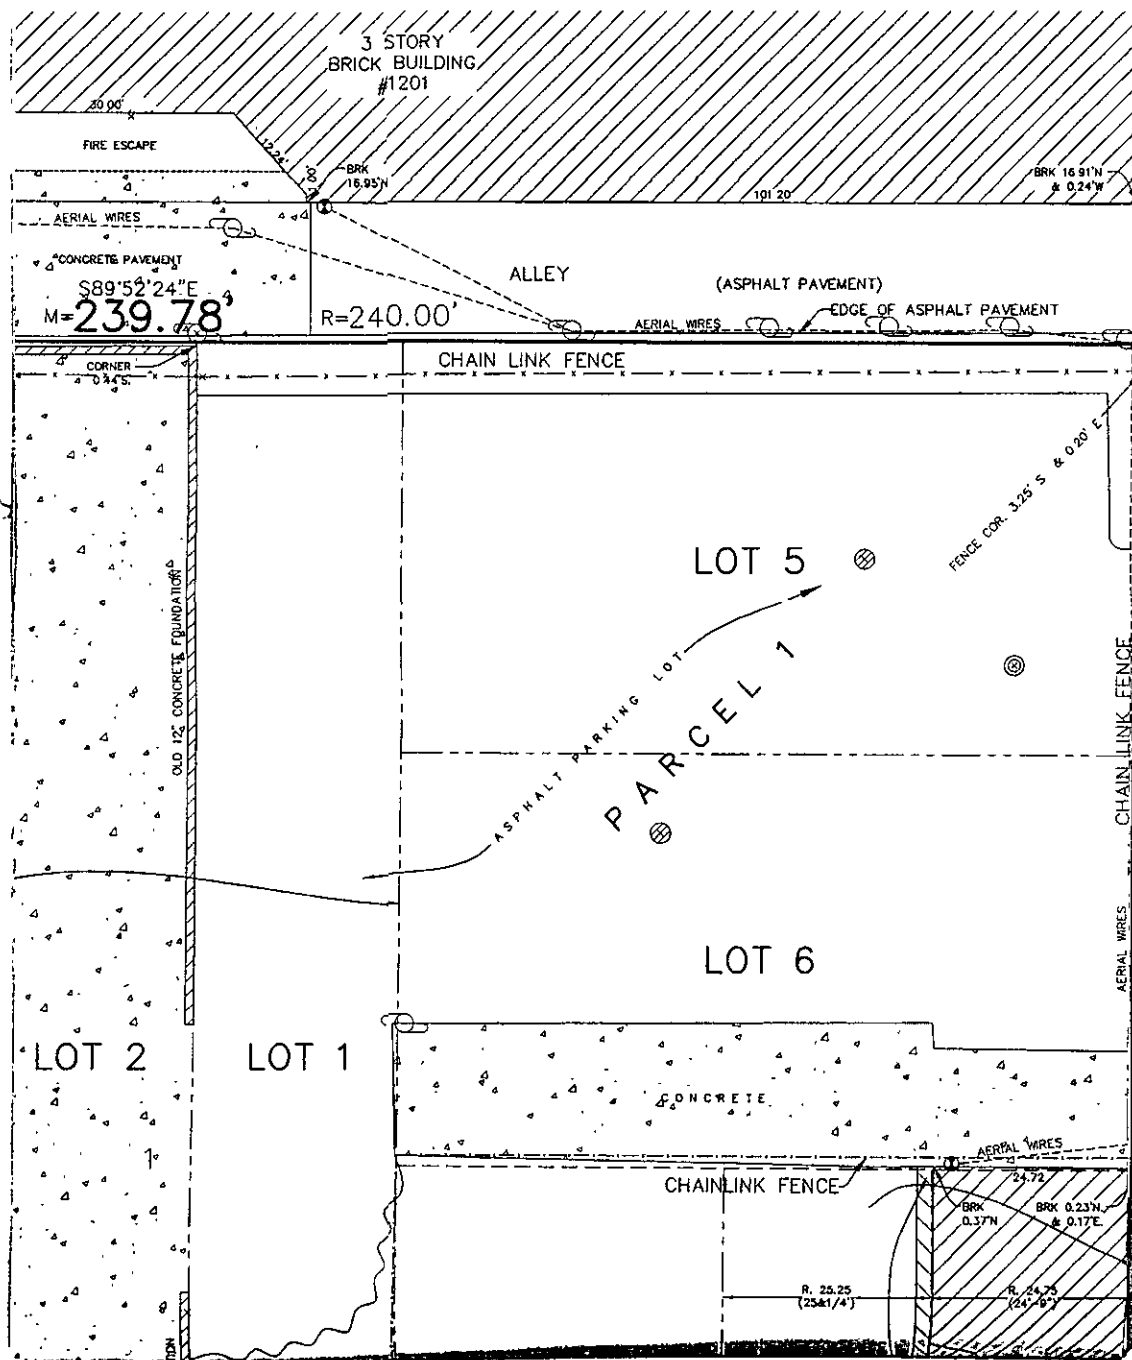 3 STORY
BRICK BUILDING
#1201
30.00'
FIRE ESCAPE
12.24'
1.00'
BRK
16.95'N
BRK 16.91'N
& 0.24'W
101.20
AERIAL WIRES
CONCRETE PAVEMENT
ALLEY
(ASPHALT PAVEMENT)
S89°52'24"E
M=239.78'
R=240.00'
EDGE OF ASPHALT PAVEMENT
AERIAL WIRES
CORNER
0.44'S.
CHAIN LINK FENCE
FENCE COR. 3.25' S & 0.20' E
LOT 5
OLD 12" CONCRETE FOUNDATION
ASPHALT PARKING LOT
PARCEL 1
CHAIN LINK FENCE
AERIAL WIRES
LOT 6
LOT 2
LOT 1
CONCRETE
1
AERIAL WIRES
24.72
CHAINLINK FENCE
BRK
0.37'N
BRK 0.23'N.
& 0.17'E.
R. 25.25
(25&1/4')
R. 24.75
(24'-9")